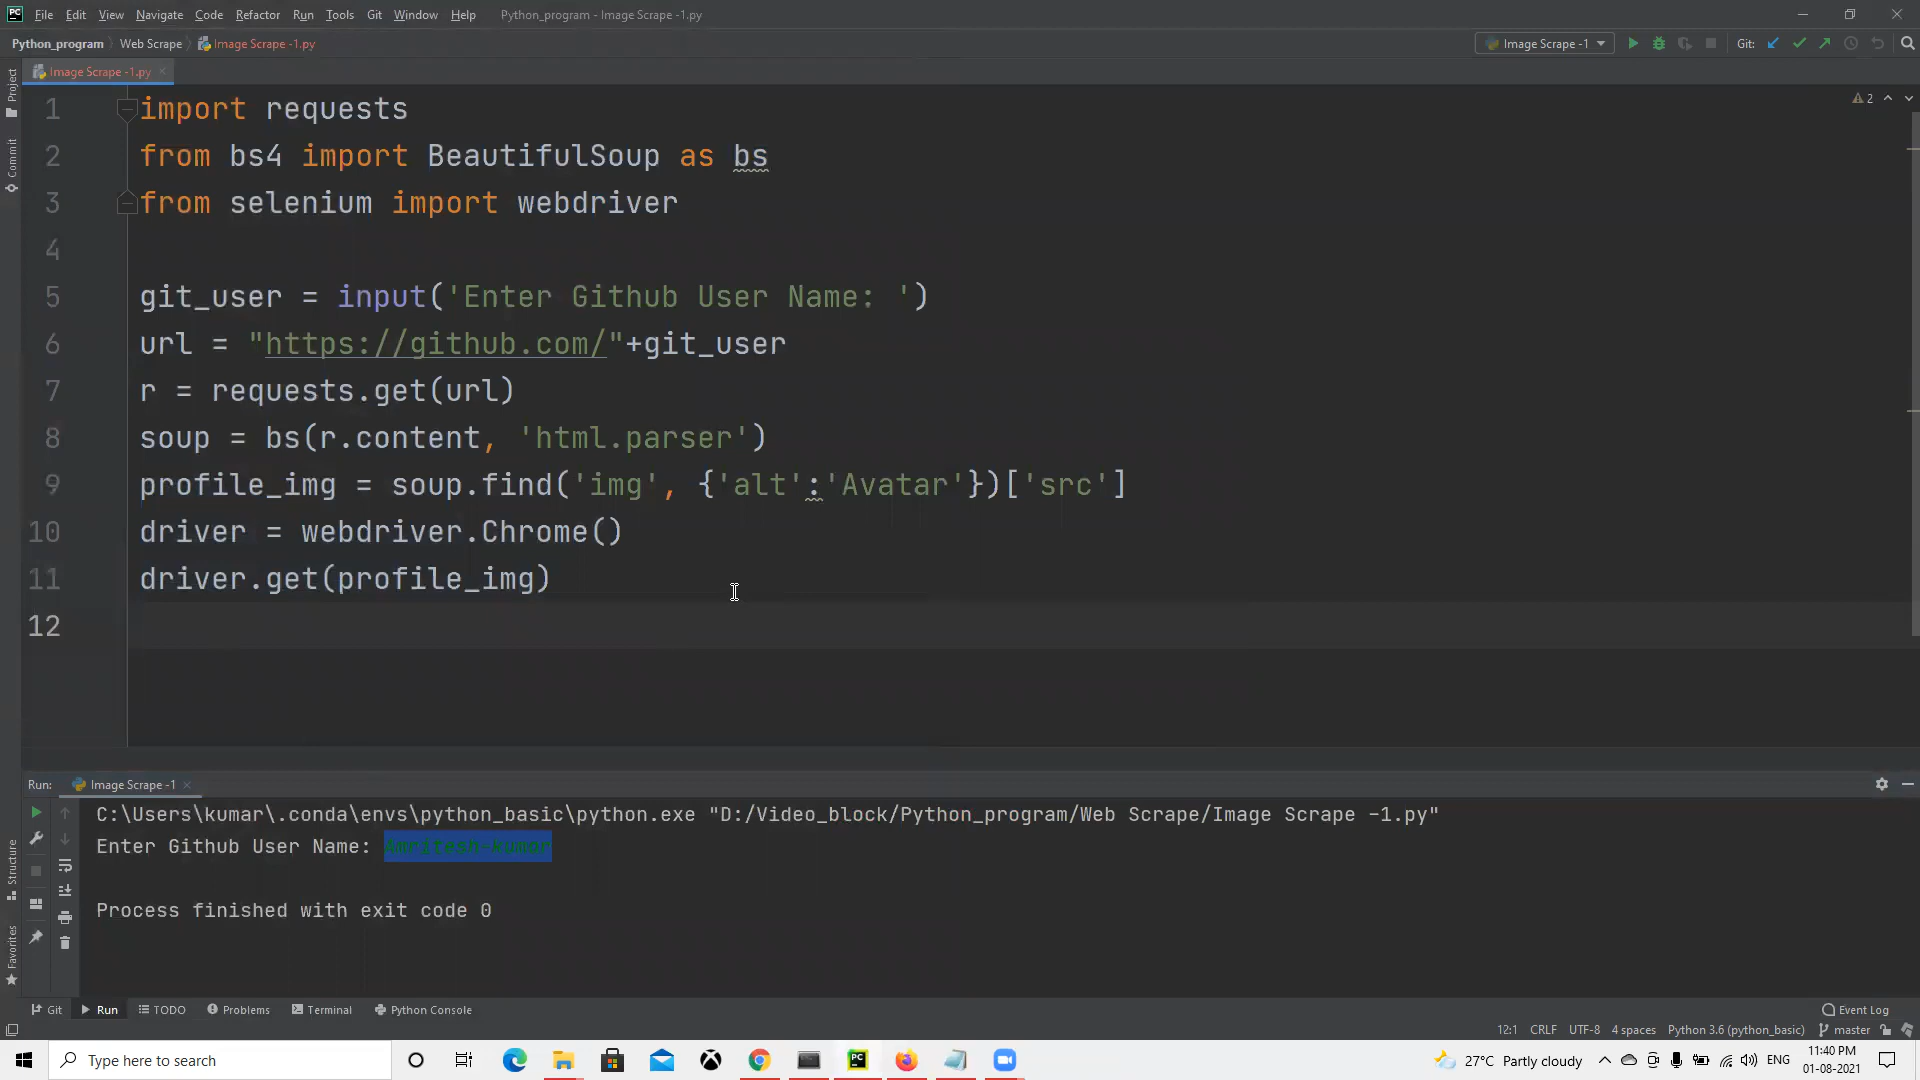 PC File Edit View Navigate Code Refactor Run Tools Git Window Help Python_program - Image Scrape -1.py
Python_program Web Scrape Image Scrape -1.py Image Scrape -1 Git:
Image Scrape -1.py
2
Project
Commit
1 import requests
2 from bs4 import BeautifulSoup as bs
3 from selenium import webdriver
4
5 git_user = input('Enter Github User Name: ')
6 url = "https://github.com/"+git_user
7 r = requests.get(url)
8 soup = bs(r.content, 'html.parser')
9 profile_img = soup.find('img', {'alt':'Avatar'})['src']
10 driver = webdriver.Chrome()
11 driver.get(profile_img)
12
Run: Image Scrape -1
C:\Users\kumar\.conda\envs\python_basic\python.exe "D:/Video_block/Python_program/Web Scrape/Image Scrape -1.py"
Enter Github User Name:
Process finished with exit code 0
Structure
Favorites
Git Run TODO Problems Terminal Python Console Event Log
12:1 CRLF UTF-8 4 spaces Python 3.6 (python_basic) master
Type here to search PC 27°C Partly cloudy ENG 11:40 PM
01-08-2021